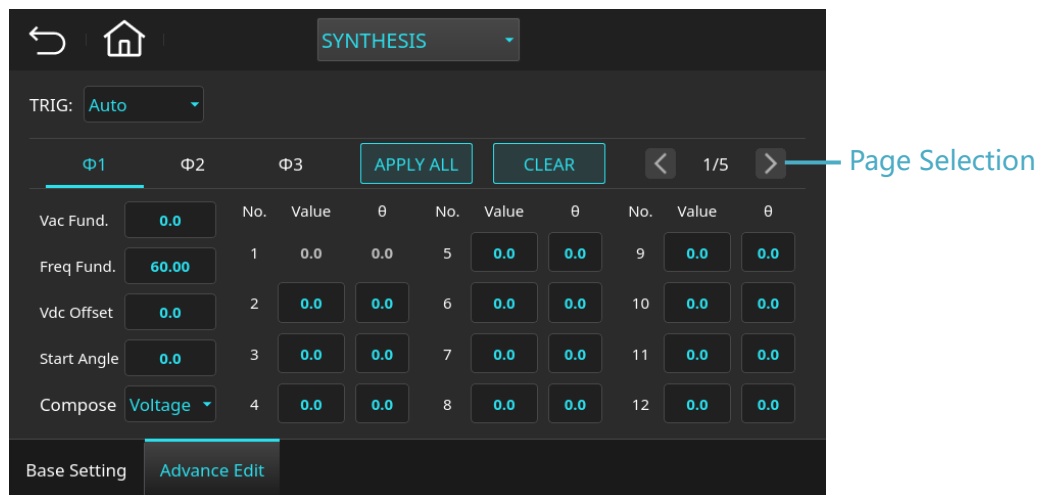 SYNTHESIS
TRIG: Auto
Φ1 Φ2 Φ3 APPLY ALL CLEAR 1/5 Page Selection
No. Value θ No. Value θ No. Value θ
Vac Fund. 0.0
1 0.0 0.0 5 0.0 0.0 9 0.0 0.0
Freq Fund. 60.00
2 0.0 0.0 6 0.0 0.0 10 0.0 0.0
Vdc Offset 0.0
3 0.0 0.0 7 0.0 0.0 11 0.0 0.0
Start Angle 0.0
4 0.0 0.0 8 0.0 0.0 12 0.0 0.0
Compose Voltage
Base Setting Advance Edit